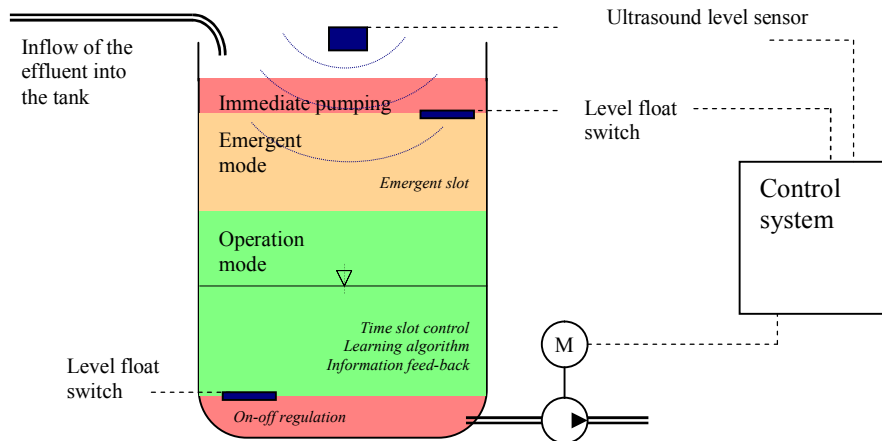 Ultrasound level sensor
Inflow of the
effluent into
the tank
Immediate pumping
Level float
switch
Emergent
mode
Emergent slot
Control
system
Operation
mode
Time slot control
Learning algorithm
Information feed-back
M
Level float
switch
On-off regulation